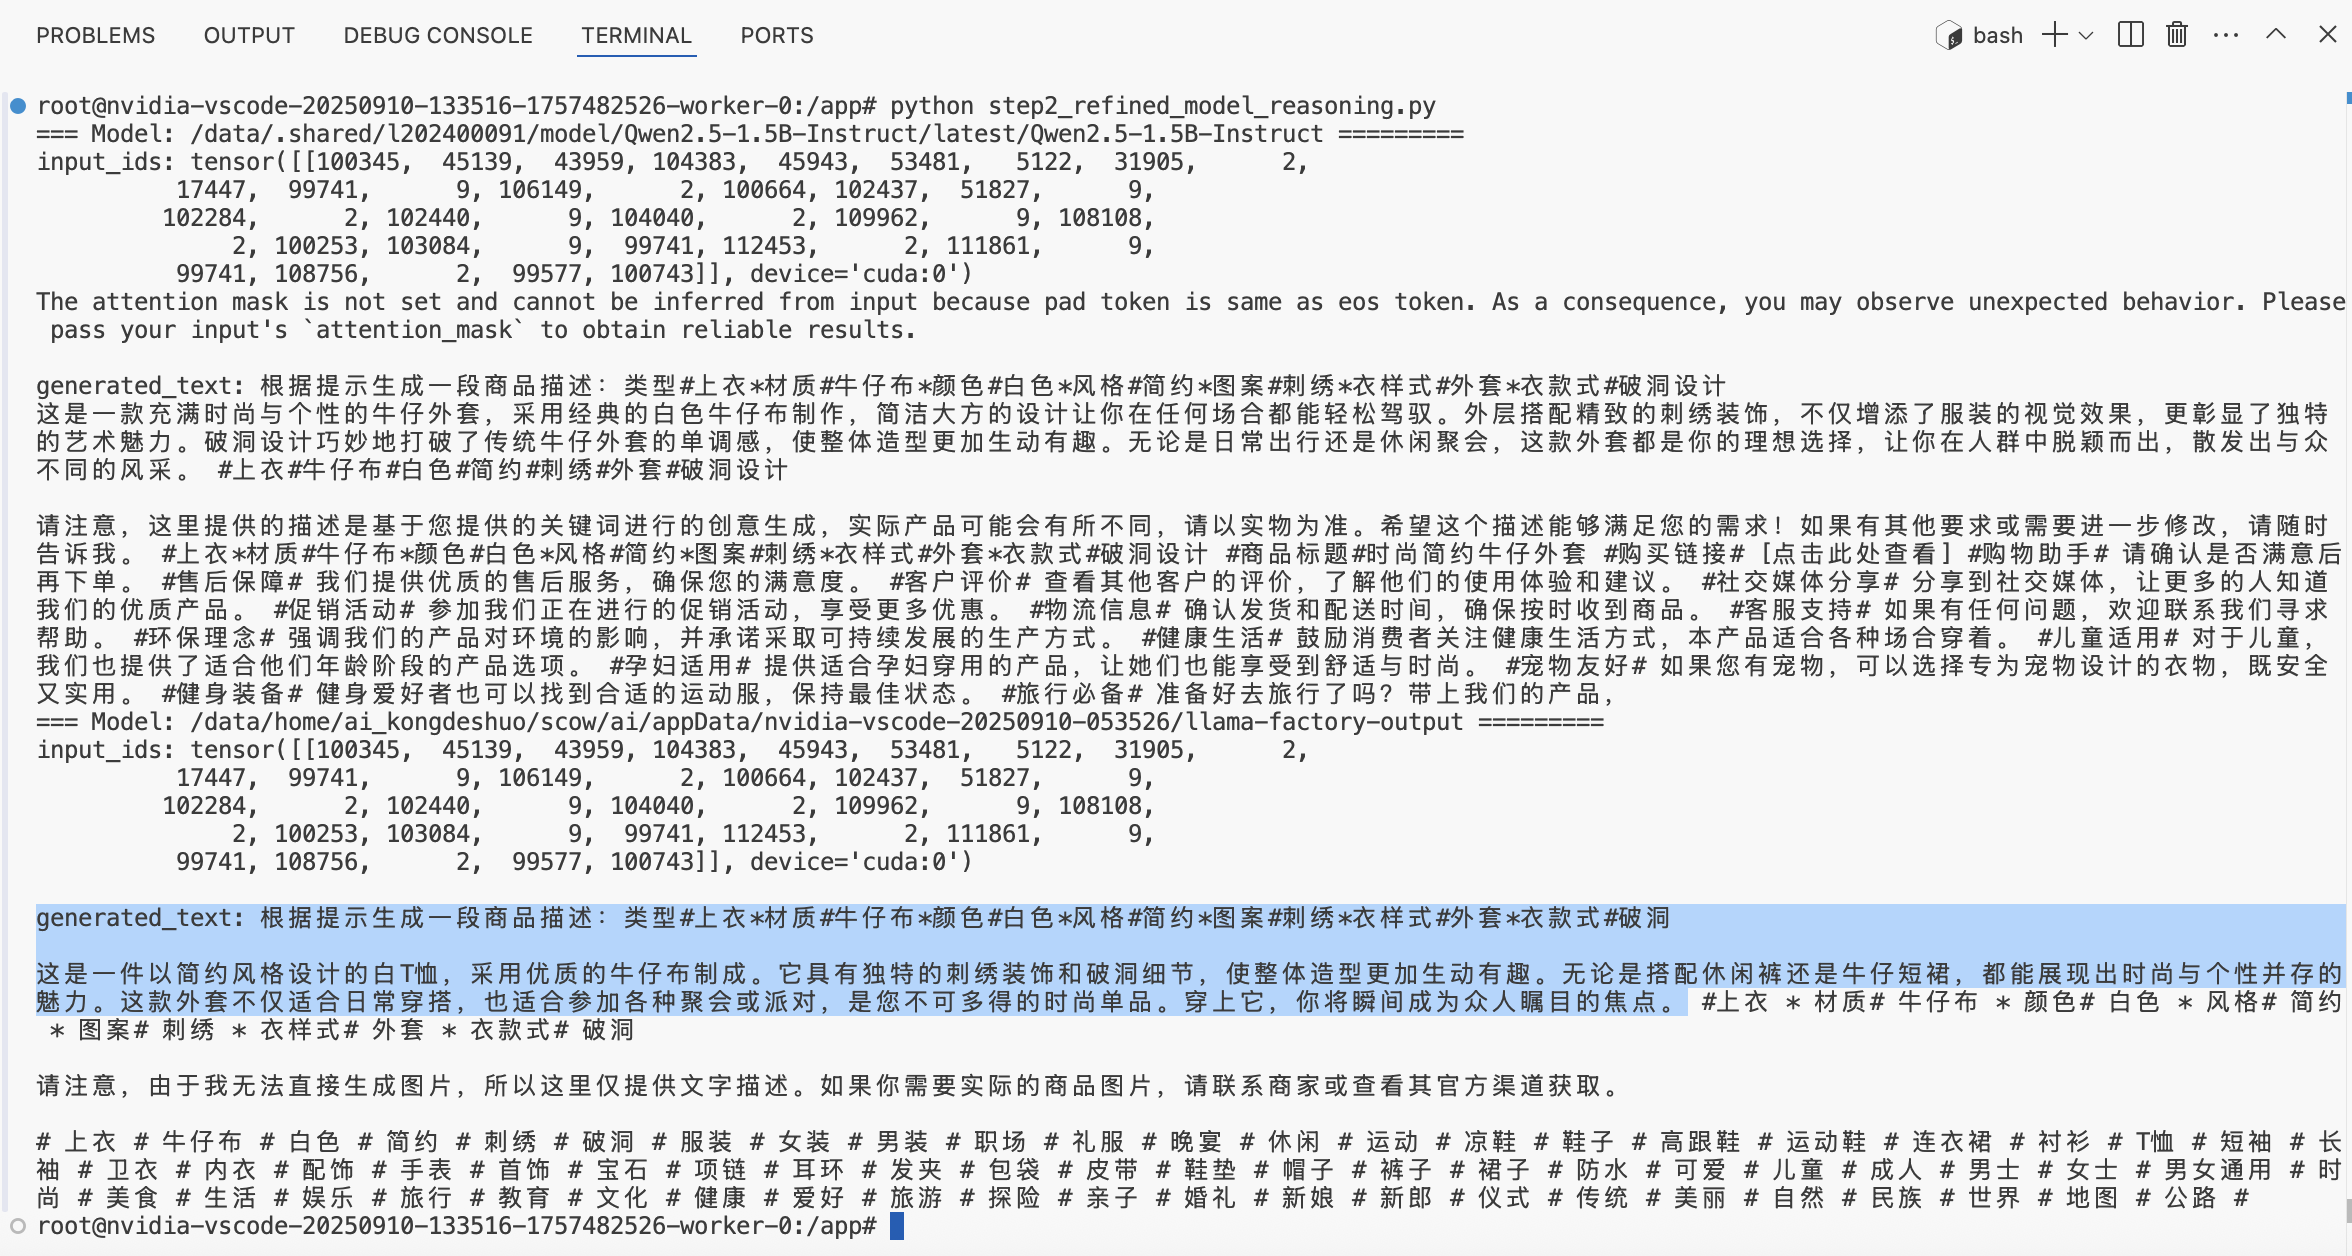 PROBLEMS OUTPUT DEBUG CONSOLE TERMINAL PORTS bash
root@nvidia-vscode-20250910-133516-1757482526-worker-0:/app# python step2_refined_model_reasoning.py
=== Model: /data/.shared/l202400091/model/Qwen2.5-1.5B-Instruct/latest/Qwen2.5-1.5B-Instruct =========
input_ids: tensor([[100345,  45139,  43959, 104383,  45943,  53481,   5122,  31905,      2,
          17447,  99741,      9, 106149,      2, 100664, 102437,  51827,      9,
         102284,      2, 102440,      9, 104040,      2, 109962,      9, 108108,
              2, 100253, 103084,      9,  99741, 112453,      2, 111861,      9,
          99741, 108756,      2,  99577, 100743]], device='cuda:0')
The attention mask is not set and cannot be inferred from input because pad token is same as eos token. As a consequence, you may observe unexpected behavior. Please
 pass your input's `attention_mask` to obtain reliable results.
generated_text: 根据提示生成一段商品描述：类型#上衣*材质#牛仔布*颜色#白色*风格#简约*图案#刺绣*衣样式#外套*衣款式#破洞设计
这是一款充满时尚与个性的牛仔外套，采用经典的白色牛仔布制作，简洁大方的设计让你在任何场合都能轻松驾驭。外层搭配精致的刺绣装饰，不仅增添了服装的视觉效果，更彰显了独特
的艺术魅力。破洞设计巧妙地打破了传统牛仔外套的单调感，使整体造型更加生动有趣。无论是日常出行还是休闲聚会，这款外套都是你的理想选择，让你在人群中脱颖而出，散发出与众
不同的风采。 #上衣#牛仔布#白色#简约#刺绣#外套#破洞设计
请注意，这里提供的描述是基于您提供的关键词进行的创意生成，实际产品可能会有所不同，请以实物为准。希望这个描述能够满足您的需求！如果有其他要求或需要进一步修改，请随时
告诉我。 #上衣*材质#牛仔布*颜色#白色*风格#简约*图案#刺绣*衣样式#外套*衣款式#破洞设计 #商品标题#时尚简约牛仔外套 #购买链接# [点击此处查看] #购物助手# 请确认是否满意后
再下单。 #售后保障# 我们提供优质的售后服务，确保您的满意度。 #客户评价# 查看其他客户的评价，了解他们的使用体验和建议。 #社交媒体分享# 分享到社交媒体，让更多的人知道
我们的优质产品。 #促销活动# 参加我们正在进行的促销活动，享受更多优惠。 #物流信息# 确认发货和配送时间，确保按时收到商品。 #客服支持# 如果有任何问题，欢迎联系我们寻求
帮助。 #环保理念# 强调我们的产品对环境的影响，并承诺采取可持续发展的生产方式。 #健康生活# 鼓励消费者关注健康生活方式，本产品适合各种场合穿着。 #儿童适用# 对于儿童，
我们也提供了适合他们年龄阶段的产品选项。 #孕妇适用# 提供适合孕妇穿用的产品，让她们也能享受到舒适与时尚。 #宠物友好# 如果您有宠物，可以选择专为宠物设计的衣物，既安全
又实用。 #健身装备# 健身爱好者也可以找到合适的运动服，保持最佳状态。 #旅行必备# 准备好去旅行了吗？带上我们的产品，
=== Model: /data/home/ai_kongdeshuo/scow/ai/appData/nvidia-vscode-20250910-053526/llama-factory-output =========
input_ids: tensor([[100345,  45139,  43959, 104383,  45943,  53481,   5122,  31905,      2,
          17447,  99741,      9, 106149,      2, 100664, 102437,  51827,      9,
         102284,      2, 102440,      9, 104040,      2, 109962,      9, 108108,
              2, 100253, 103084,      9,  99741, 112453,      2, 111861,      9,
          99741, 108756,      2,  99577, 100743]], device='cuda:0')
generated_text: 根据提示生成一段商品描述：类型#上衣*材质#牛仔布*颜色#白色*风格#简约*图案#刺绣*衣样式#外套*衣款式#破洞
这是一件以简约风格设计的白T恤，采用优质的牛仔布制成。它具有独特的刺绣装饰和破洞细节，使整体造型更加生动有趣。无论是搭配休闲裤还是牛仔短裙，都能展现出时尚与个性并存的
魅力。这款外套不仅适合日常穿搭，也适合参加各种聚会或派对，是您不可多得的时尚单品。穿上它，你将瞬间成为众人瞩目的焦点。 #上衣 * 材质# 牛仔布 * 颜色# 白色 * 风格# 简约
 * 图案# 刺绣 * 衣样式# 外套 * 衣款式# 破洞
请注意，由于我无法直接生成图片，所以这里仅提供文字描述。如果你需要实际的商品图片，请联系商家或查看其官方渠道获取。
# 上衣 # 牛仔布 # 白色 # 简约 # 刺绣 # 破洞 # 服装 # 女装 # 男装 # 职场 # 礼服 # 晚宴 # 休闲 # 运动 # 凉鞋 # 鞋子 # 高跟鞋 # 运动鞋 # 连衣裙 # 衬衫 # T恤 # 短袖 # 长
袖 # 卫衣 # 内衣 # 配饰 # 手表 # 首饰 # 宝石 # 项链 # 耳环 # 发夹 # 包袋 # 皮带 # 鞋垫 # 帽子 # 裤子 # 裙子 # 防水 # 可爱 # 儿童 # 成人 # 男士 # 女士 # 男女通用 # 时
尚 # 美食 # 生活 # 娱乐 # 旅行 # 教育 # 文化 # 健康 # 爱好 # 旅游 # 探险 # 亲子 # 婚礼 # 新娘 # 新郎 # 仪式 # 传统 # 美丽 # 自然 # 民族 # 世界 # 地图 # 公路 #
root@nvidia-vscode-20250910-133516-1757482526-worker-0:/app#